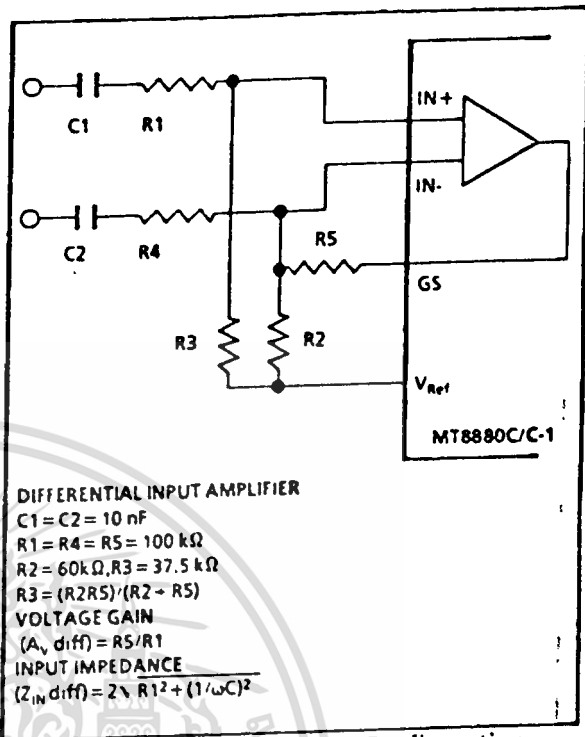 C1
R1
IN+
IN-
C2
R4
R5
GS
R3
R2
VRef
MT8880C/C-1
DIFFERENTIAL INPUT AMPLIFIER
C1 = C2 = 10 nF
R1 = R4 = R5 = 100 kΩ
R2 = 60kΩ, R3 = 37.5 kΩ
R3 = (R2R5)/(R2 + R5)
VOLTAGE GAIN
(Av diff) = R5/R1
INPUT IMPEDANCE
(ZIN diff) = 2√R1² + (1/ωC)²